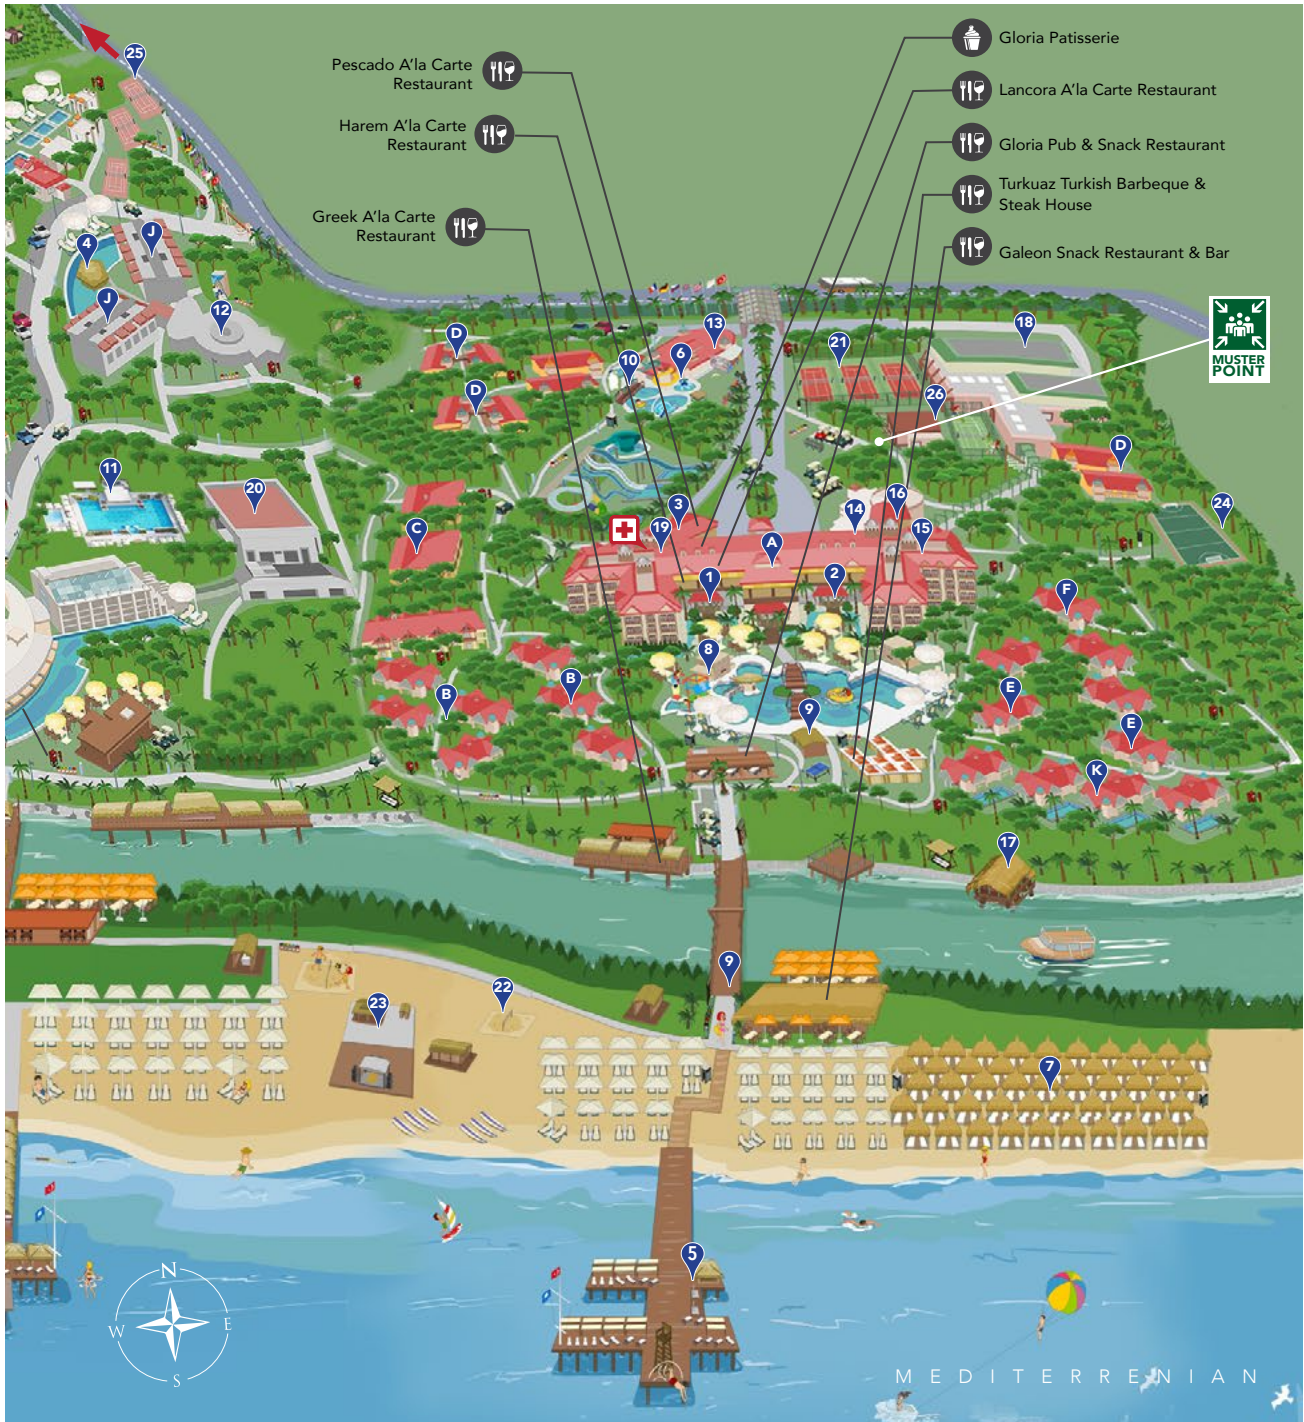 Gloria Patisserie
Pescado A'la Carte
Restaurant
Lancora A'la Carte Restaurant
Harem A'la Carte
Restaurant
Gloria Pub & Snack Restaurant
Turkuaz Turkish Barbeque &
Steak House
Greek A'la Carte
Restaurant
Galeon Snack Restaurant & Bar
25
4
J
J
12
MUSTER
POINT
D
13
10
6
21
18
D
26
D
11
20
C
3
19
A
14
16
15
24
1
2
F
8
B
B
9
E
E
K
17
9
22
23
7
5
N
W
E
S
MEDITERRENIAN